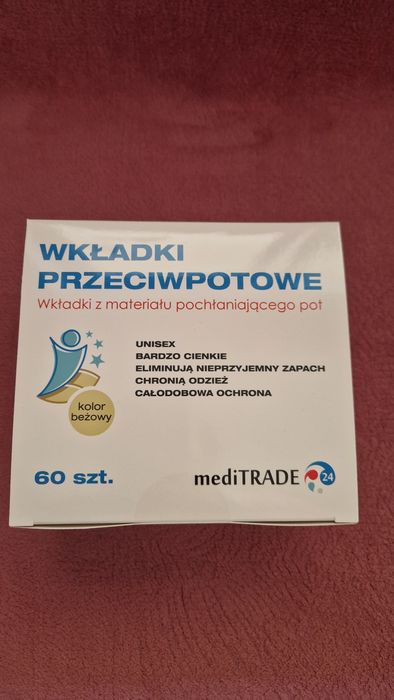 WKŁADKI
PRZECIWPOTOWE
Wkładki z materiału pochłaniającego pot
UNISEX
BARDZO CIENKIE
ELIMINUJĄ NIEPRZYJEMNY ZAPACH
CHRONIĄ ODZIEŻ
CAŁODOBOWA OCHRONA
kolor
beżowy
60 szt.
mediTRADE 24